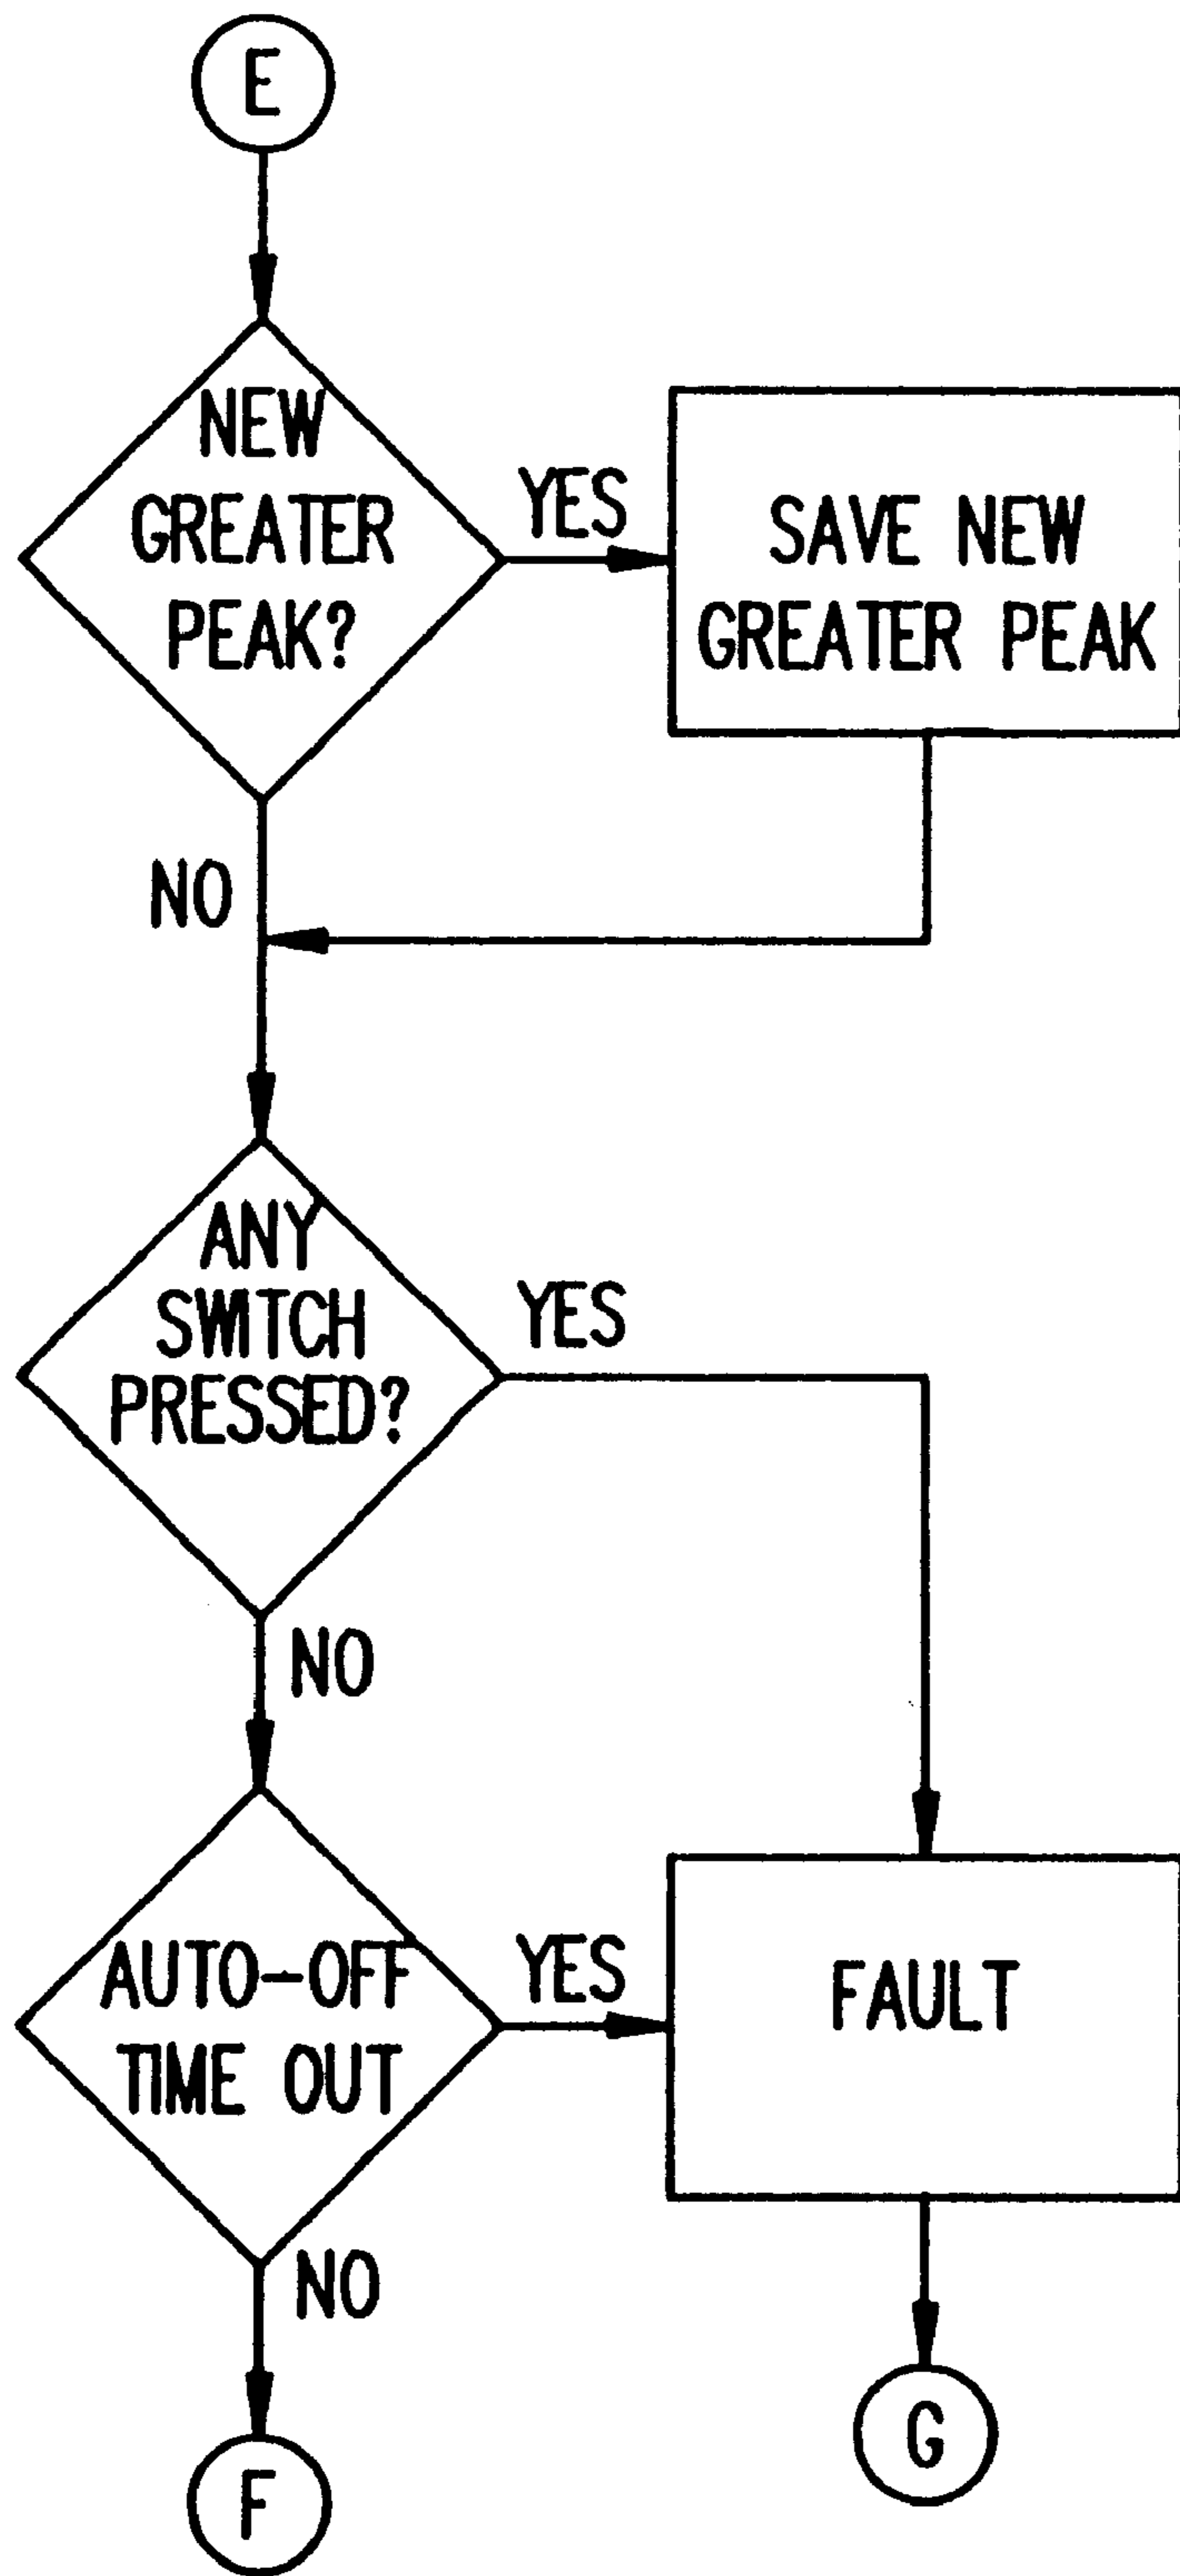 E
NEW
GREATER
PEAK?
YES
SAVE NEW
GREATER PEAK
NO
ANY
SWITCH
PRESSED?
YES
NO
AUTO-OFF
TIME OUT
YES
FAULT
NO
F
G